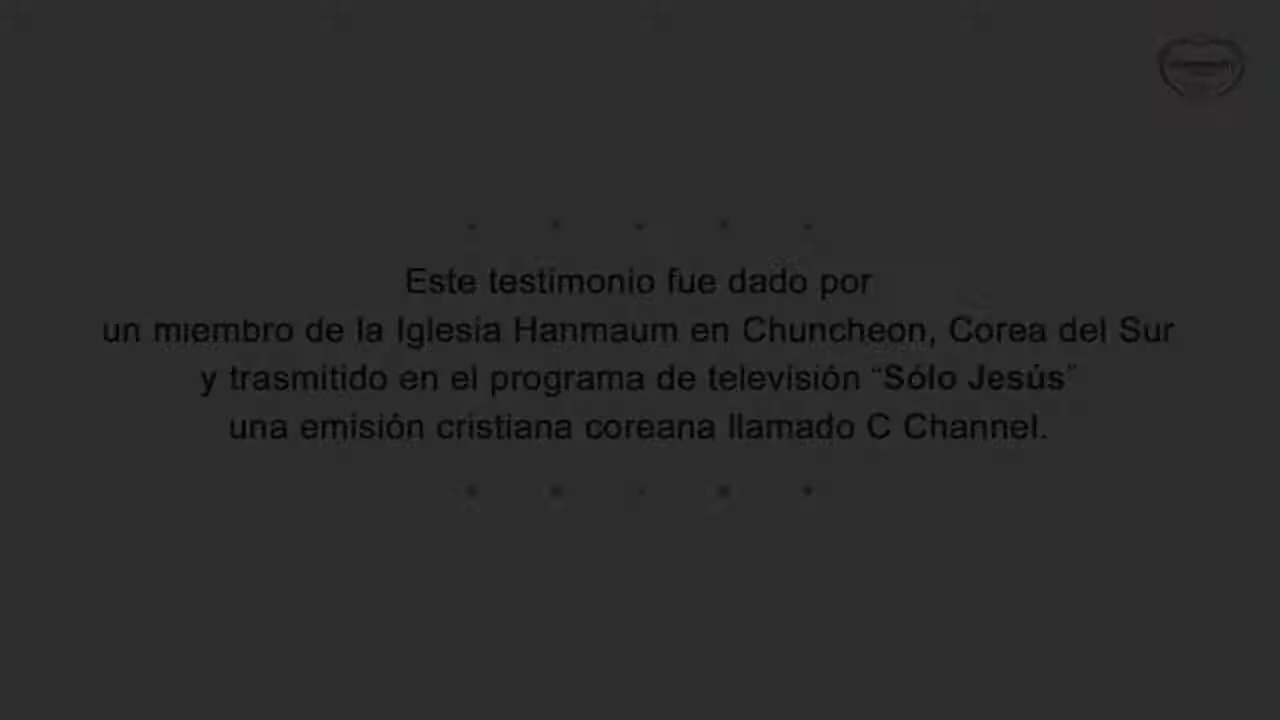 Este testimonio fue dado por
un miembro de la Iglesia Hanmaum en Chuncheon, Corea del Sur
y trasmitido en el programa de televisión “Sólo Jesús”
una emisión cristiana coreana llamado C Channel.